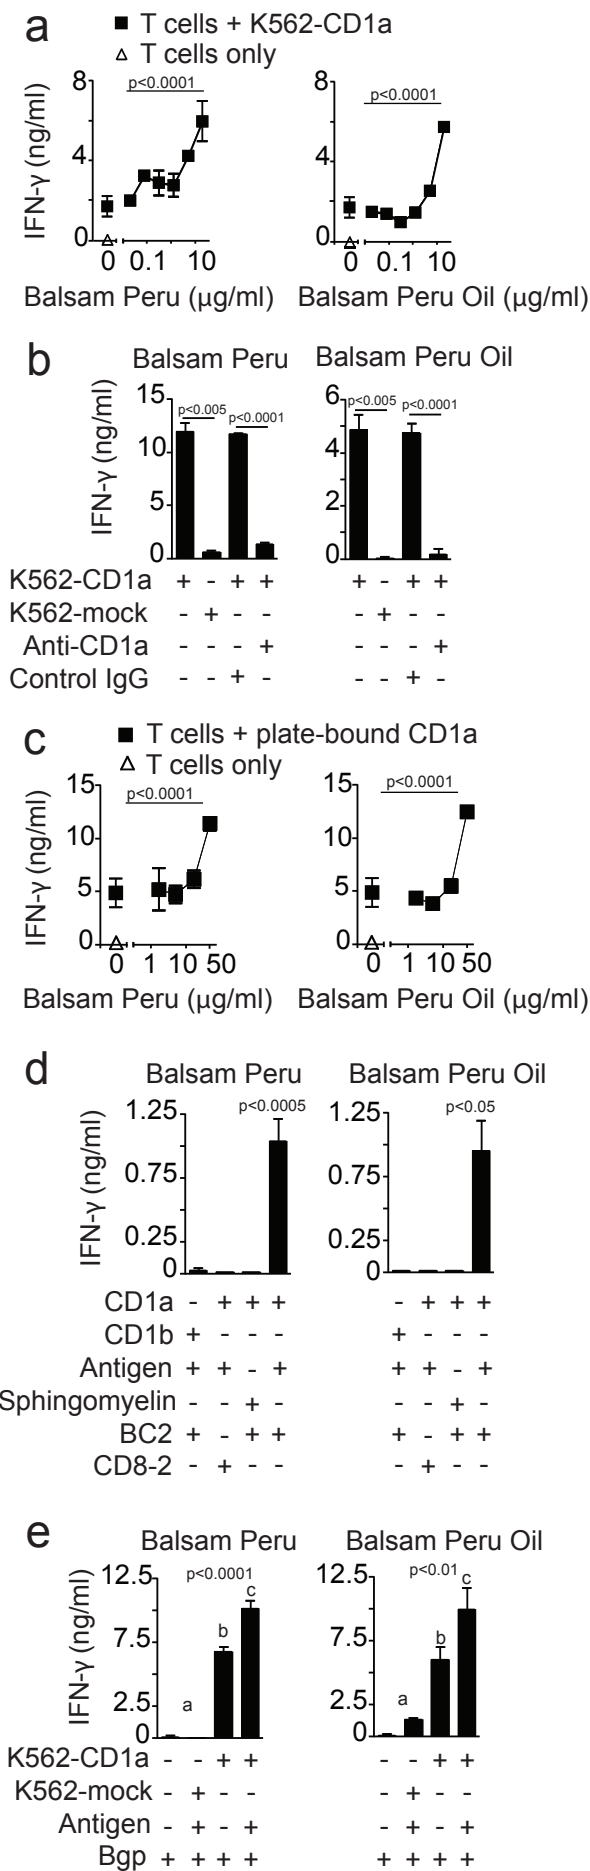 a
■ T cells + K562-CD1a
△ T cells only
8 p<0.0001 8 p<0.0001
4 4
0 0
IFN-γ (ng/ml)
0 0.1 10 0 0.1 10
Balsam Peru (μg/ml) Balsam Peru Oil (μg/ml)
b Balsam Peru Balsam Peru Oil
15 p<0.005 p<0.0001 6 p<0.005 p<0.0001
10 4
5 2
0 0
IFN-γ (ng/ml)
K562-CD1a + - + + + - + +
K562-mock - + - - - + - -
Anti-CD1a - - - + - - - +
Control IgG - - + - - - + -
c ■ T cells + plate-bound CD1a
△ T cells only
15 p<0.0001 15 p<0.0001
10 10
5 5
0 0
IFN-γ (ng/ml)
0 1 10 50 0 1 10 50
Balsam Peru (μg/ml) Balsam Peru Oil (μg/ml)
d Balsam Peru Balsam Peru Oil
1.25 p<0.0005 1.25 p<0.05
0.75 0.75
0.25 0.25
0 0
IFN-γ (ng/ml)
CD1a - + + + - + + +
CD1b + - - - + - - -
Antigen + + - + + + - +
Sphingomyelin - - + - - - + -
BC2 + - + + + - + +
CD8-2 - + - - - + - -
e Balsam Peru Balsam Peru Oil
12.5 p<0.0001 12.5 p<0.01
7.5 7.5
2.5 2.5
0 0
a b c a b c
IFN-γ (ng/ml)
K562-CD1a - - + + - - + +
K562-mock - + - - - + - -
Antigen - + - + - + - +
Bgp + + + + + + + +